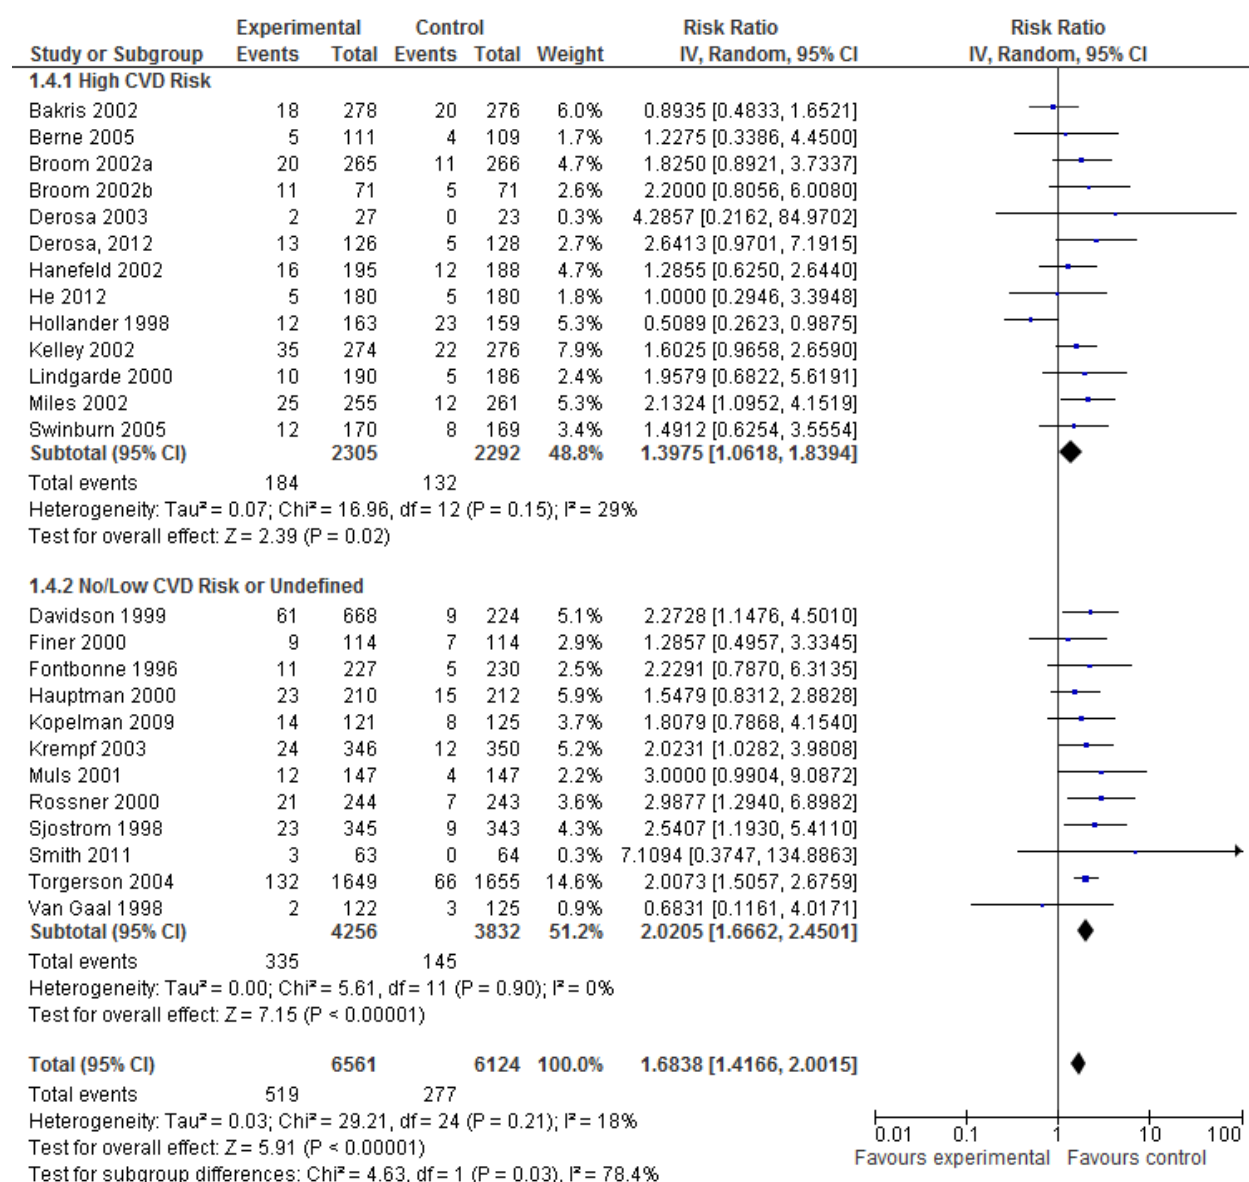 Experimental Control Risk Ratio Risk Ratio
Study or Subgroup Events Total Events Total Weight IV, Random, 95% CI IV, Random, 95% CI
1.4.1 High CVD Risk
Bakris 2002 18 278 20 276 6.0% 0.8935 [0.4833, 1.6521]
Berne 2005 5 111 4 109 1.7% 1.2275 [0.3386, 4.4500]
Broom 2002a 20 265 11 266 4.7% 1.8250 [0.8921, 3.7337]
Broom 2002b 11 71 5 71 2.6% 2.2000 [0.8056, 6.0080]
Derosa 2003 2 27 0 23 0.3% 4.2857 [0.2162, 84.9702]
Derosa, 2012 13 126 5 128 2.7% 2.6413 [0.9701, 7.1915]
Hanefeld 2002 16 195 12 188 4.7% 1.2855 [0.6250, 2.6440]
He 2012 5 180 5 180 1.8% 1.0000 [0.2946, 3.3948]
Hollander 1998 12 163 23 159 5.3% 0.5089 [0.2623, 0.9875]
Kelley 2002 35 274 22 276 7.9% 1.6025 [0.9658, 2.6590]
Lindgarde 2000 10 190 5 186 2.4% 1.9579 [0.6822, 5.6191]
Miles 2002 25 255 12 261 5.3% 2.1324 [1.0952, 4.1519]
Swinburn 2005 12 170 8 169 3.4% 1.4912 [0.6254, 3.5554]
Subtotal (95% CI) 2305 2292 48.8% 1.3975 [1.0618, 1.8394]
Total events 184 132
Heterogeneity: Tau² = 0.07; Chi² = 16.96, df = 12 (P = 0.15); I² = 29%
Test for overall effect: Z = 2.39 (P = 0.02)
1.4.2 No/Low CVD Risk or Undefined
Davidson 1999 61 668 9 224 5.1% 2.2728 [1.1476, 4.5010]
Finer 2000 9 114 7 114 2.9% 1.2857 [0.4957, 3.3345]
Fontbonne 1996 11 227 5 230 2.5% 2.2291 [0.7870, 6.3135]
Hauptman 2000 23 210 15 212 5.9% 1.5479 [0.8312, 2.8828]
Kopelman 2009 14 121 8 125 3.7% 1.8079 [0.7868, 4.1540]
Krempf 2003 24 346 12 350 5.2% 2.0231 [1.0282, 3.9808]
Muls 2001 12 147 4 147 2.2% 3.0000 [0.9904, 9.0872]
Rossner 2000 21 244 7 243 3.6% 2.9877 [1.2940, 6.8982]
Sjostrom 1998 23 345 9 343 4.3% 2.5407 [1.1930, 5.4110]
Smith 2011 3 63 0 64 0.3% 7.1094 [0.3747, 134.8863]
Torgerson 2004 132 1649 66 1655 14.6% 2.0073 [1.5057, 2.6759]
Van Gaal 1998 2 122 3 125 0.9% 0.6831 [0.1161, 4.0171]
Subtotal (95% CI) 4256 3832 51.2% 2.0205 [1.6662, 2.4501]
Total events 335 145
Heterogeneity: Tau² = 0.00; Chi² = 5.61, df = 11 (P = 0.90); I² = 0%
Test for overall effect: Z = 7.15 (P < 0.00001)
Total (95% CI) 6561 6124 100.0% 1.6838 [1.4166, 2.0015]
Total events 519 277
Heterogeneity: Tau² = 0.03; Chi² = 29.21, df = 24 (P = 0.21); I² = 18%
Test for overall effect: Z = 5.91 (P < 0.00001)
Test for subgroup differences: Chi² = 4.63, df = 1 (P = 0.03), I² = 78.4%
0.01 0.1 1 10 100
Favours experimental Favours control